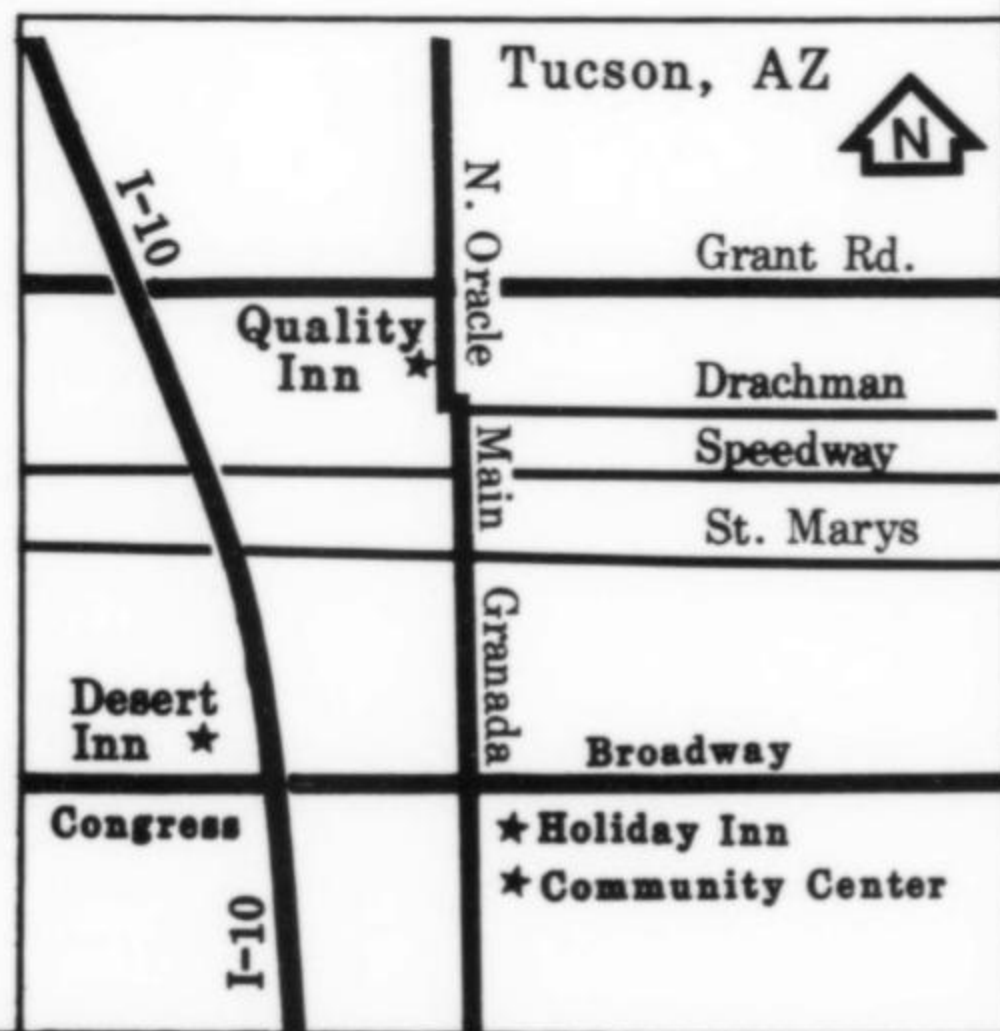 Tucson, AZ
N
I-10
N. Oracle
Grant Rd.
Quality
Inn
Drachman
Main
Speedway
St. Marys
Granada
Desert
Inn
Broadway
Congress
Holiday Inn
Community Center
I-10